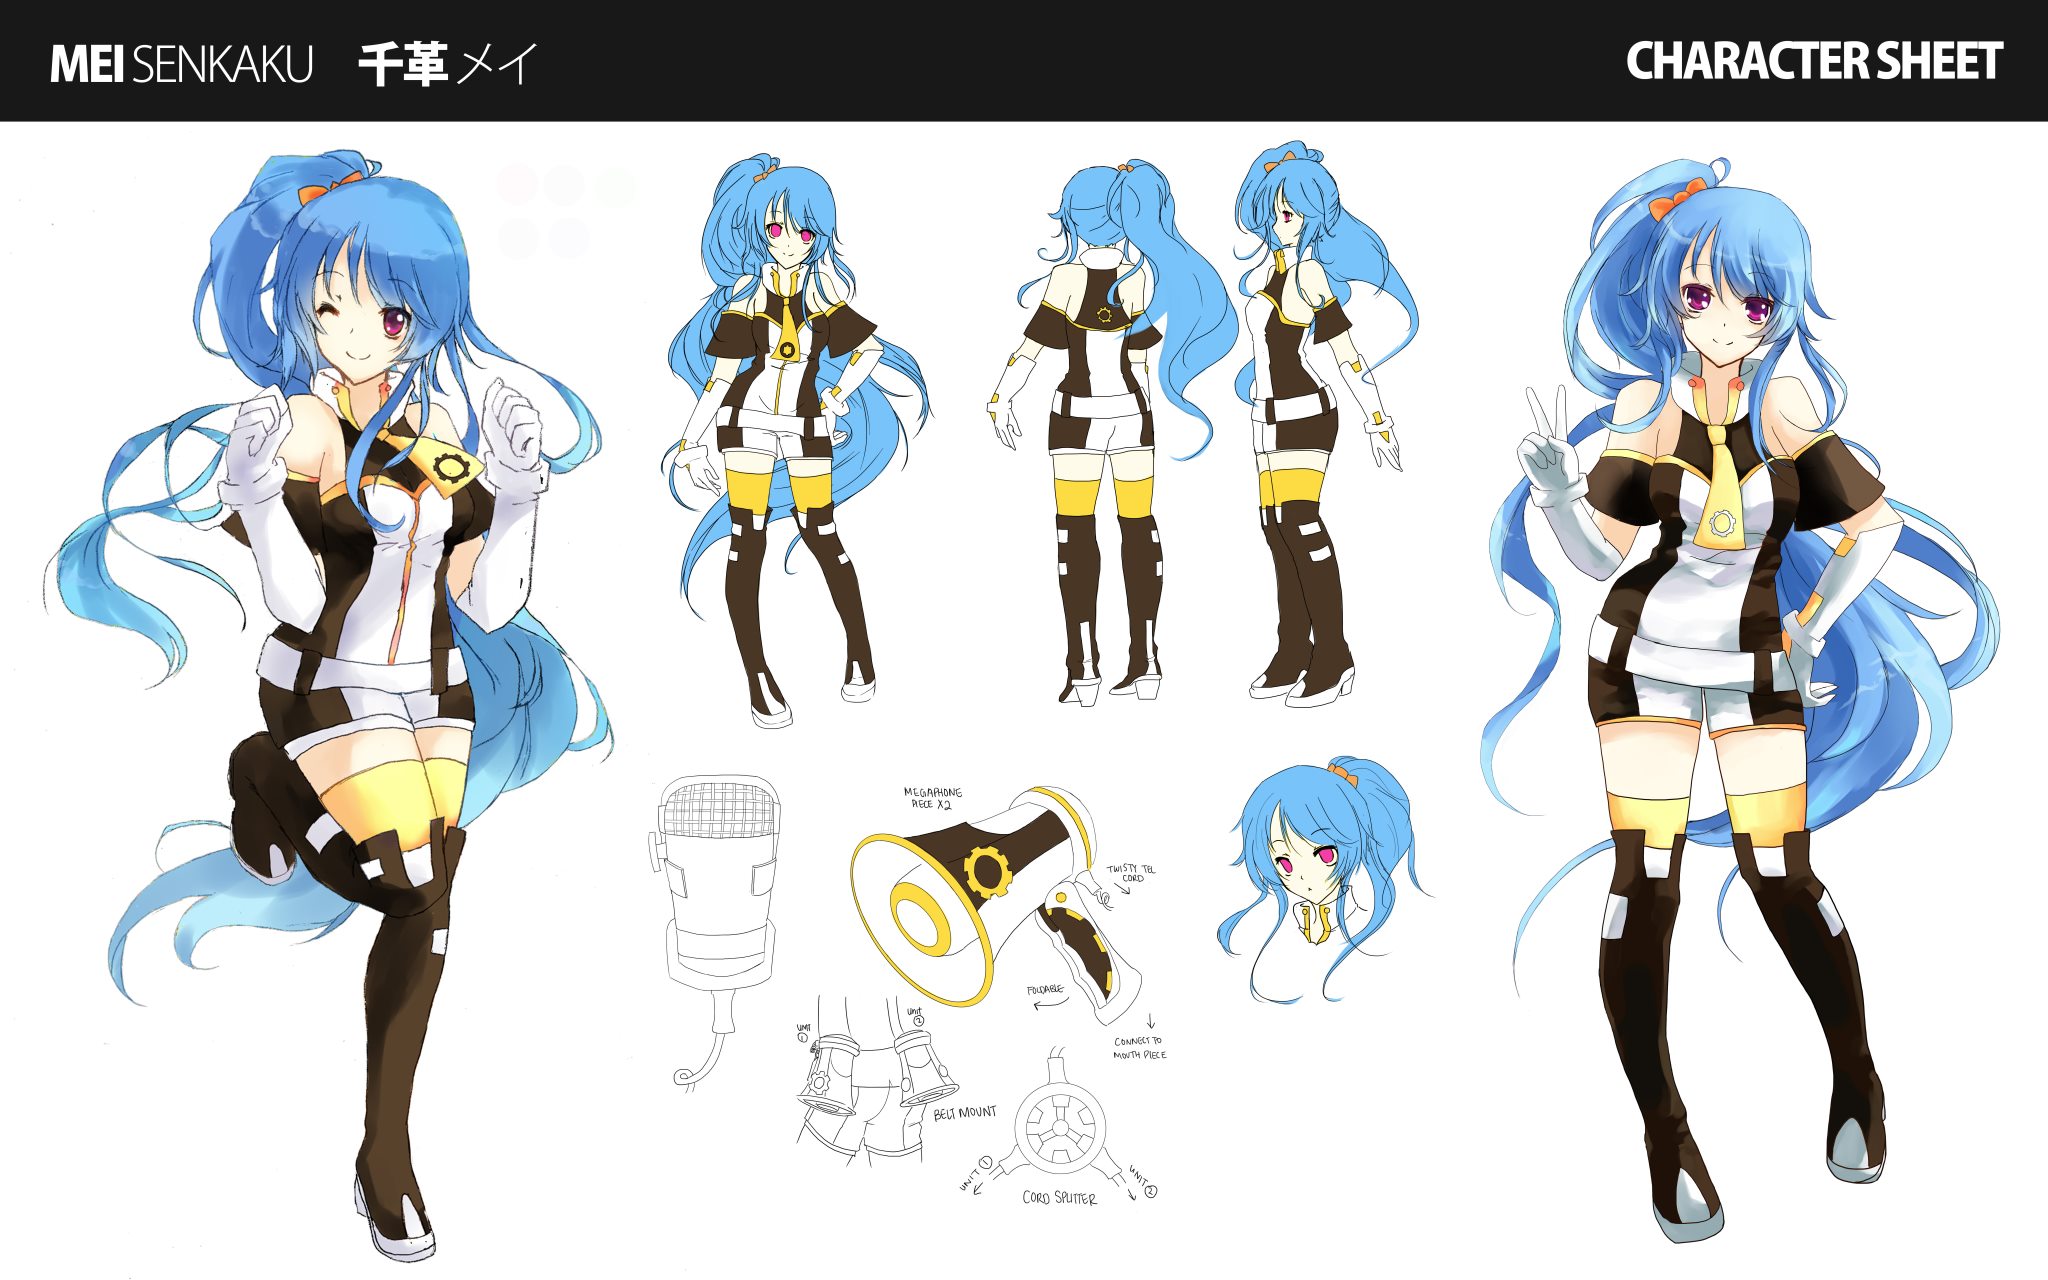 MEI SENKAKU 千革メイ
CHARACTER SHEET
MEGAPHONE
PIECE X2
TWISTY TEL
CORD
FOLDABLE
CONNECT TO
MOUTH PIECE
UNIT
1
UNIT
2
BELT MOUNT
UNIT 1
UNIT 2
CORD SPLITTER